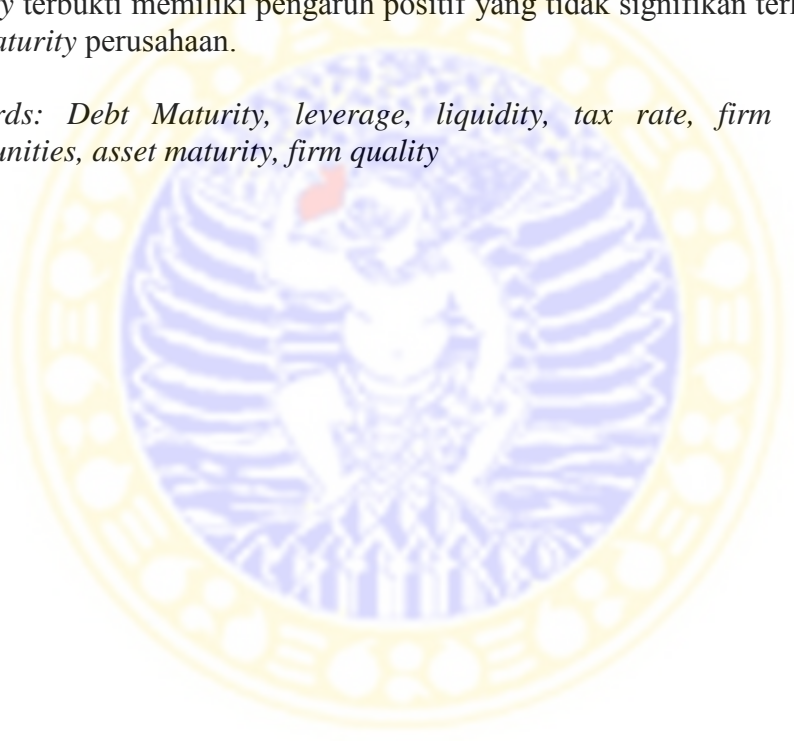 y terbukti memiliki pengaruh positif yang tidak signifikan
aturity perusahaan.
rds: Debt Maturity, leverage, liquidity, tax rate, firm
unities, asset maturity, firm quality